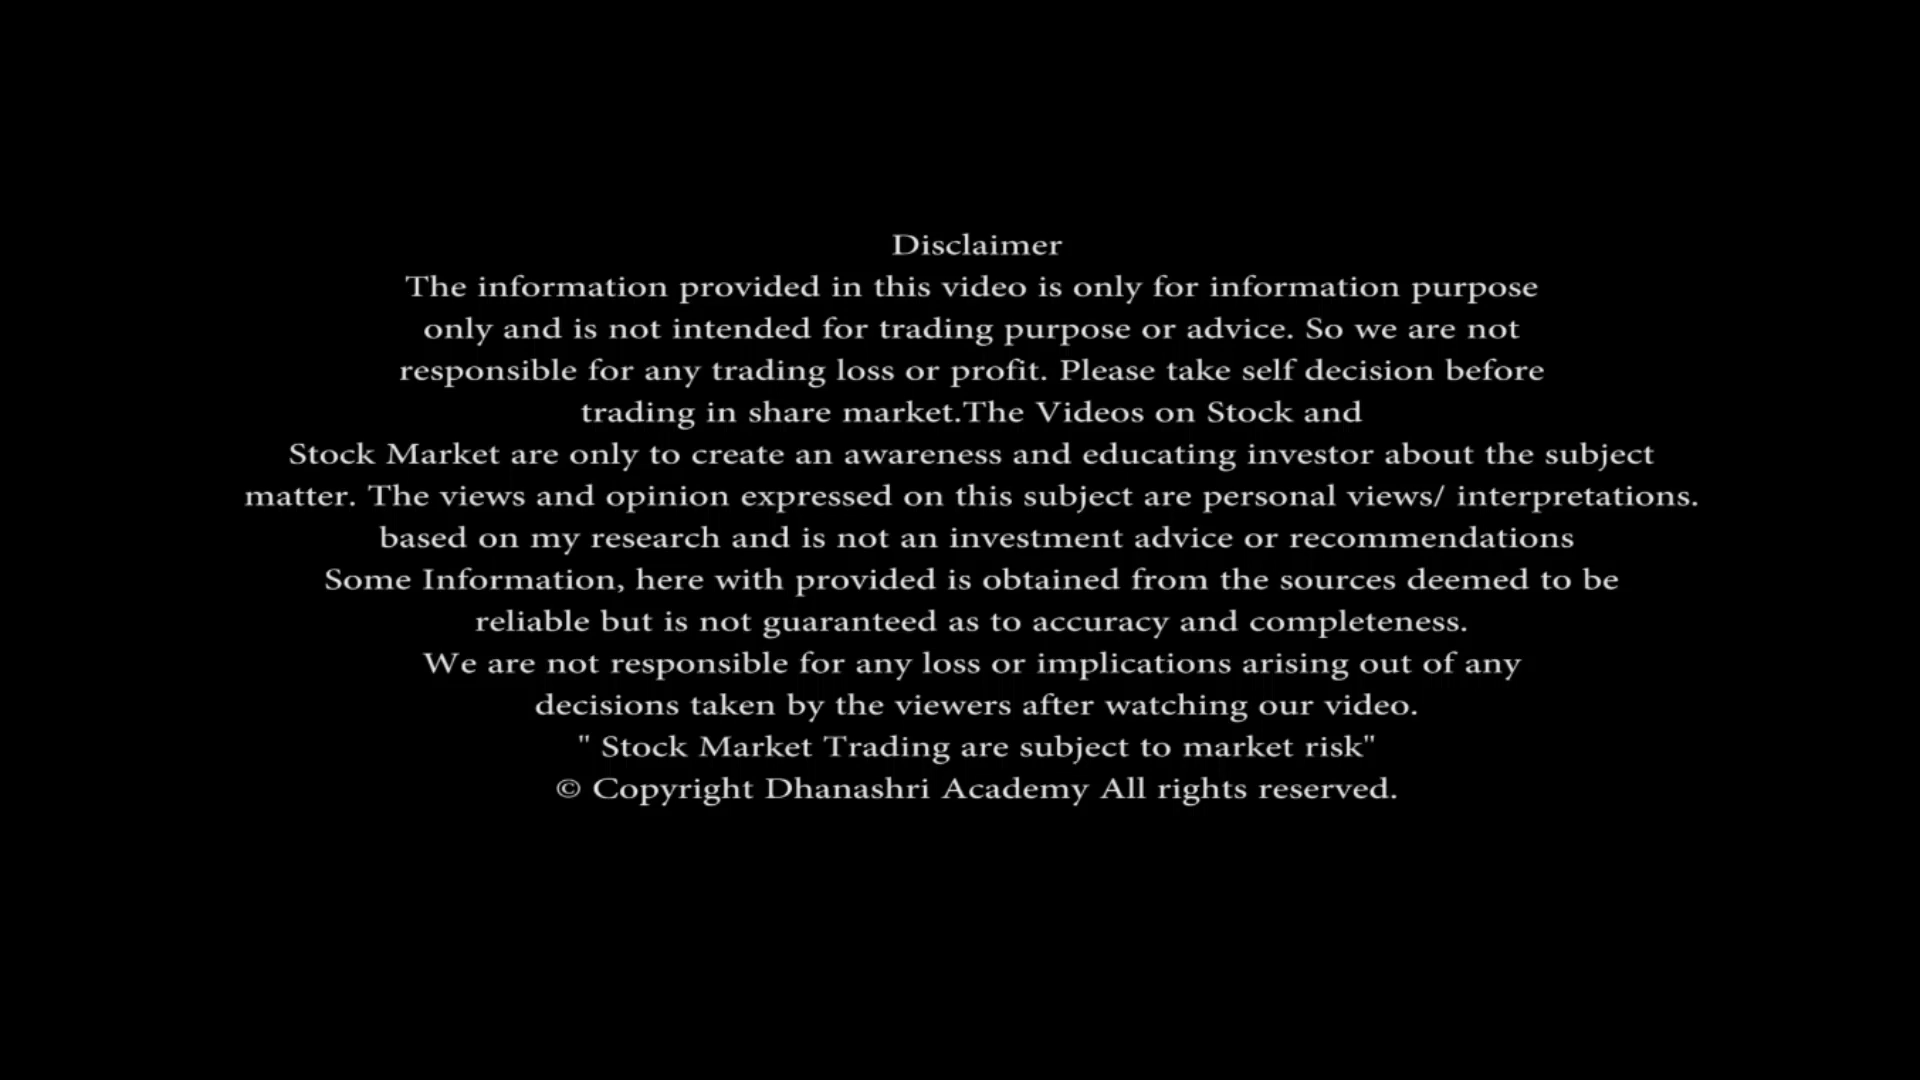 Disclaimer
The information provided in this video is only for information purpose
only and is not intended for trading purpose or advice. So we are not
responsible for any trading loss or profit. Please take self decision before
trading in share market.The Videos on Stock and
Stock Market are only to create an awareness and educating investor about the subject
matter. The views and opinion expressed on this subject are personal views/ interpretations.
based on my research and is not an investment advice or recommendations
Some Information, here with provided is obtained from the sources deemed to be
reliable but is not guaranteed as to accuracy and completeness.
We are not responsible for any loss or implications arising out of any
decisions taken by the viewers after watching our video.
" Stock Market Trading are subject to market risk"
© Copyright Dhanashri Academy All rights reserved.